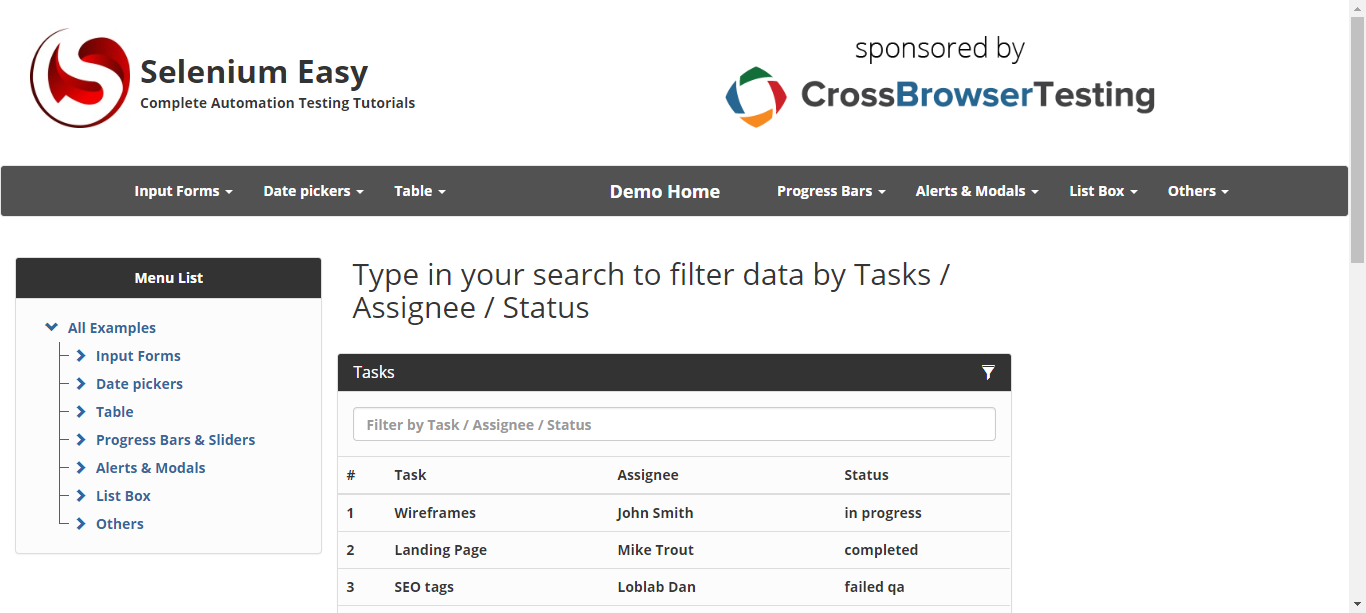 Selenium Easy
Complete Automation Testing Tutorials
sponsored by
CrossBrowserTesting
Input Forms Date pickers Table Demo Home Progress Bars Alerts & Modals List Box Others
Menu List
All Examples
Input Forms
Date pickers
Table
Progress Bars & Sliders
Alerts & Modals
List Box
Others
Type in your search to filter data by Tasks /
Assignee / Status
Tasks
Filter by Task / Assignee / Status
# Task Assignee Status
1 Wireframes John Smith in progress
2 Landing Page Mike Trout completed
3 SEO tags Loblab Dan failed qa